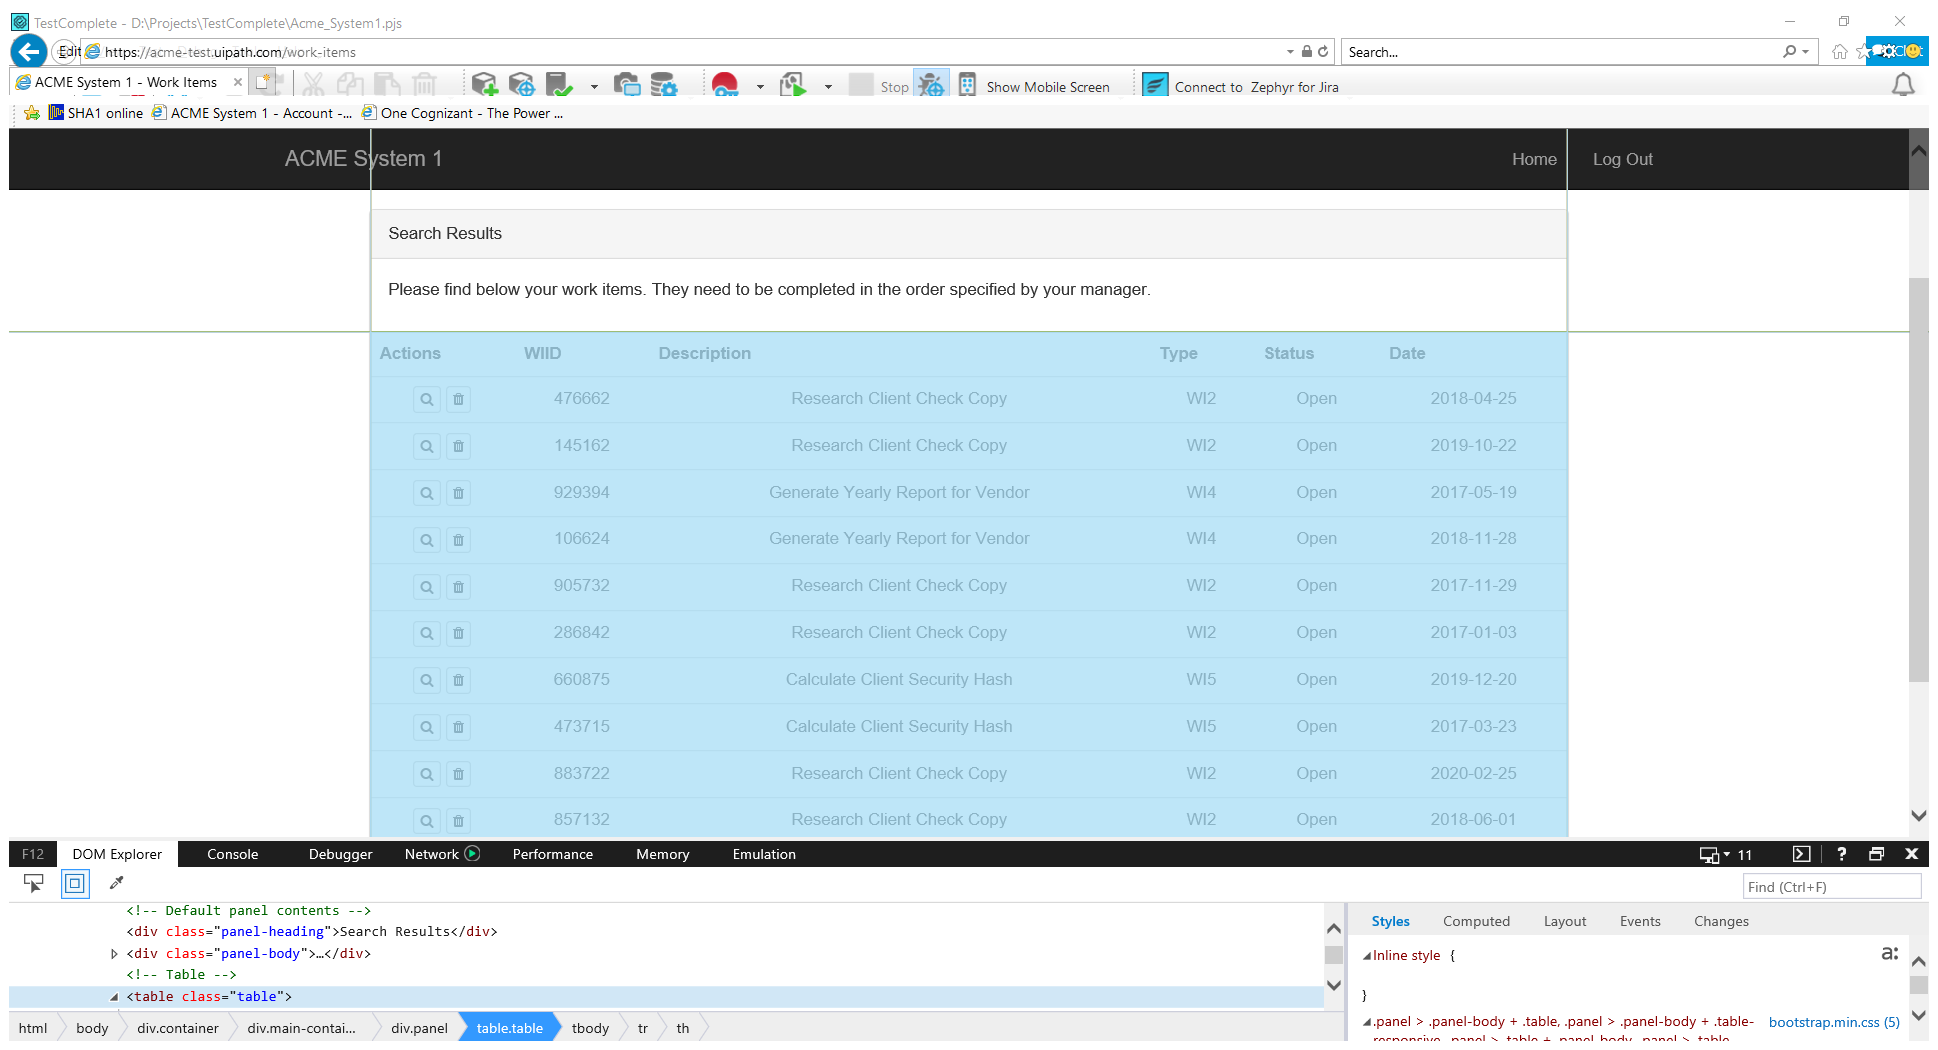 TestComplete - D:\Projects\TestComplete\Acme_System1.pjs
Edit https://acme-test.uipath.com/work-items Search...
ACME System 1 - Work Items Stop Show Mobile Screen Connect to Zephyr for Jira
SHA1 online ACME System 1 - Account -... One Cognizant - The Power ...
ACME System 1 Home Log Out
Search Results
Please find below your work items. They need to be completed in the order specified by your manager.
Actions WIID Description Type Status Date
476662 Research Client Check Copy WI2 Open 2018-04-25
145162 Research Client Check Copy WI2 Open 2019-10-22
929394 Generate Yearly Report for Vendor WI4 Open 2017-05-19
106624 Generate Yearly Report for Vendor WI4 Open 2018-11-28
905732 Research Client Check Copy WI2 Open 2017-11-29
286842 Research Client Check Copy WI2 Open 2017-01-03
660875 Calculate Client Security Hash WI5 Open 2019-12-20
473715 Calculate Client Security Hash WI5 Open 2017-03-23
883722 Research Client Check Copy WI2 Open 2020-02-25
857132 Research Client Check Copy WI2 Open 2018-06-01
F12 DOM Explorer Console Debugger Network Performance Memory Emulation 11 ?
Find (Ctrl+F)
<!-- Default panel contents -->
<div class="panel-heading">Search Results</div>
<div class="panel-body">…</div>
<!-- Table -->
<table class="table">
html body div.container div.main-contai... div.panel table.table tbody tr th
Styles Computed Layout Events Changes
Inline style {
a:
}
.panel > .panel-body + .table, .panel > .panel-body + .table- bootstrap.min.css (5)
responsive, .panel > .table + .panel-body, .panel > .table-